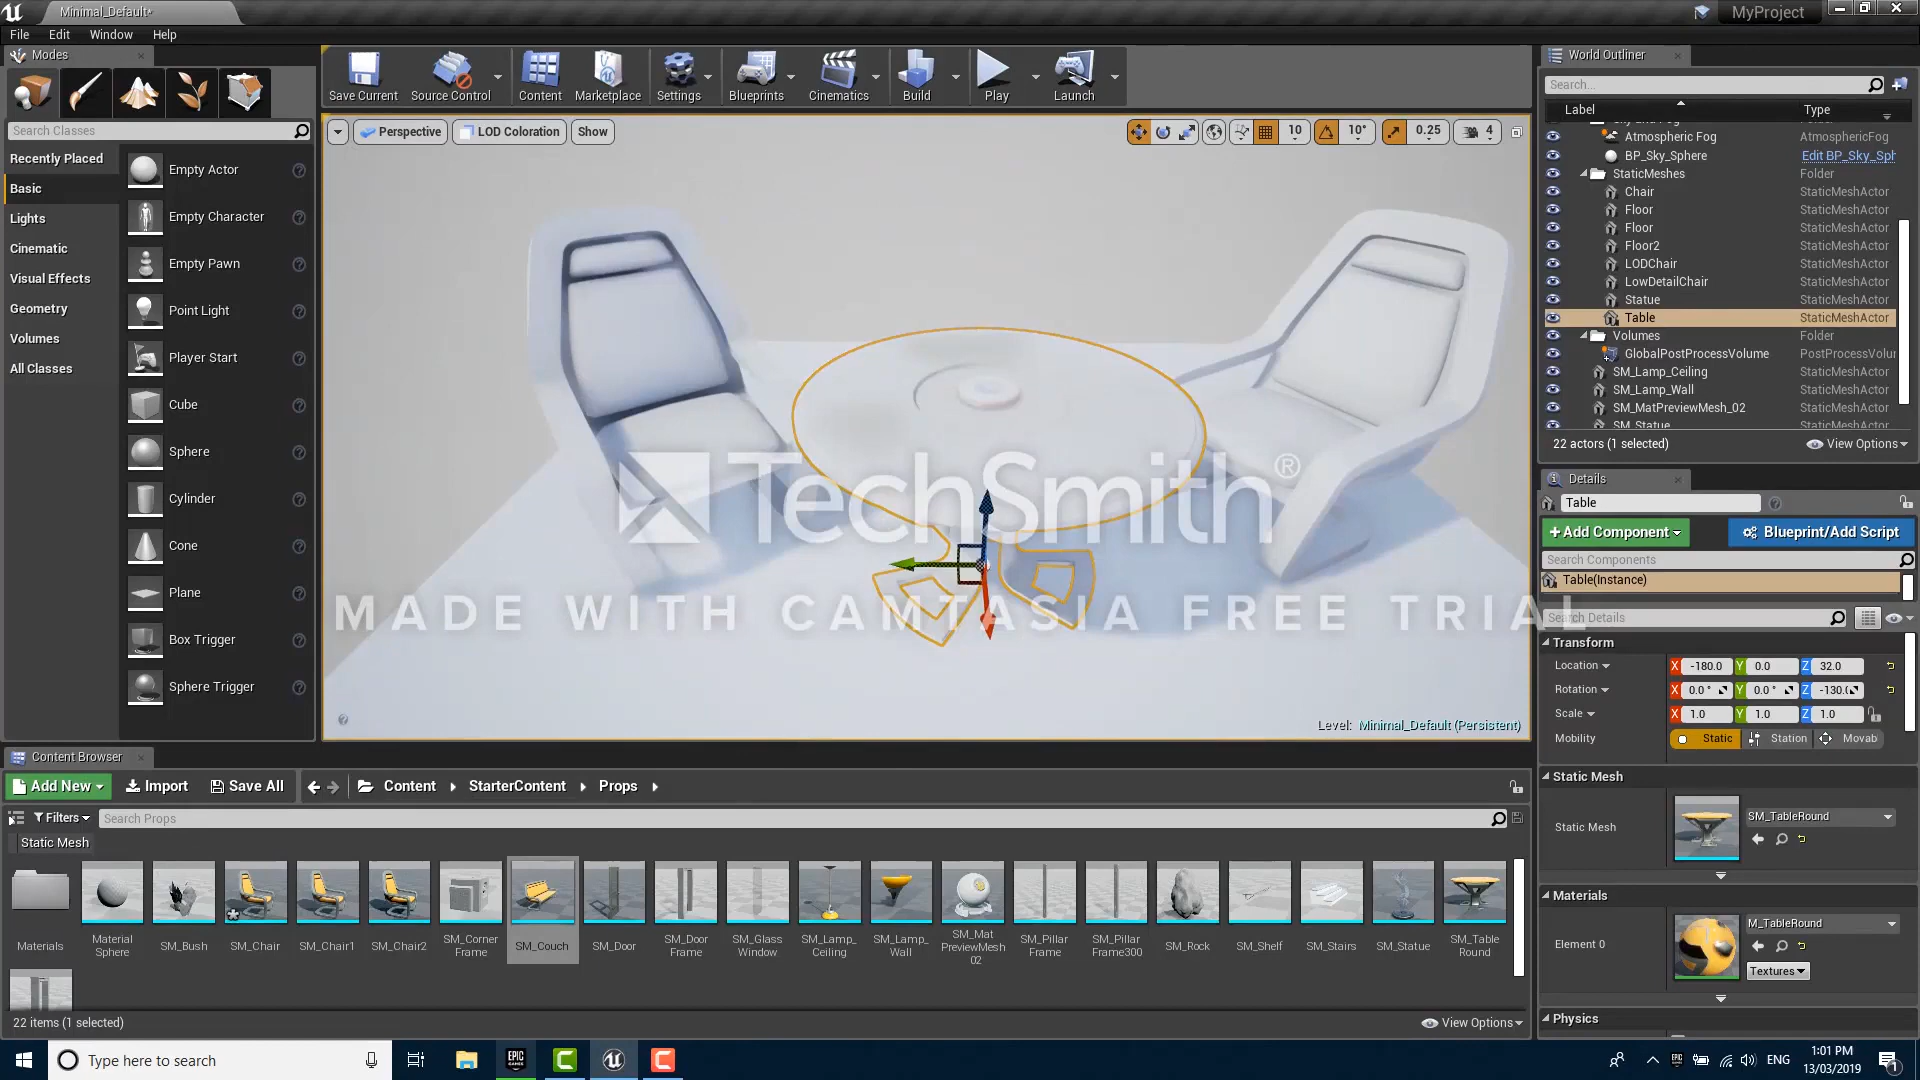 Minimal_Default*
MyProject
File Edit Window Help
Modes
Search Classes
Recently Placed
Basic
Lights
Cinematic
Visual Effects
Geometry
Volumes
All Classes
Empty Actor
Empty Character
Empty Pawn
Point Light
Player Start
Cube
Sphere
Cylinder
Cone
Plane
Box Trigger
Sphere Trigger
Save Current Source Control Content Marketplace Settings Blueprints Cinematics Build Play Launch
Perspective LOD Coloration Show
10 10° 0.25 4
TechSmith®
MADE WITH CAMTASIA FREE TRIAL
Level: Minimal_Default (Persistent)
World Outliner
Search...
Label Type
Atmospheric Fog AtmosphericFog
BP_Sky_Sphere Edit BP_Sky_Sph
StaticMeshes Folder
Chair StaticMeshActor
Floor StaticMeshActor
Floor StaticMeshActor
Floor2 StaticMeshActor
LODChair StaticMeshActor
LowDetailChair StaticMeshActor
Statue StaticMeshActor
Table StaticMeshActor
Volumes Folder
GlobalPostProcessVolume PostProcessVolu
SM_Lamp_Ceiling StaticMeshActor
SM_Lamp_Wall StaticMeshActor
SM_MatPreviewMesh_02 StaticMeshActor
SM_Statue StaticMeshActor
22 actors (1 selected) View Options
Details
Table
+Add Component Blueprint/Add Script
Search Components
Table(Instance)
Search Details
Transform
Location X -180.0 Y 0.0 Z 32.0
Rotation X 0.0 ° Y 0.0 ° Z -130.(
Scale X 1.0 Y 1.0 Z 1.0
Mobility Static Station Movab
Static Mesh
Static Mesh SM_TableRound
Materials
Element 0 M_TableRound
Textures
Physics
Content Browser
Add New Import Save All Content StarterContent Props
Filters Search Props
Static Mesh
Materials
Material Sphere
SM_Bush
SM_Chair
SM_Chair1
SM_Chair2
SM_Corner Frame
SM_Couch
SM_Door
SM_Door Frame
SM_Glass Window
SM_Lamp_ Ceiling
SM_Lamp_ Wall
SM_Mat PreviewMesh 02
SM_Pillar Frame
SM_Pillar Frame300
SM_Rock
SM_Shelf
SM_Stairs
SM_Statue
SM_Table Round
22 items (1 selected) View Options
Type here to search
EPIC GAMES
ENG
1:01 PM
13/03/2019
1